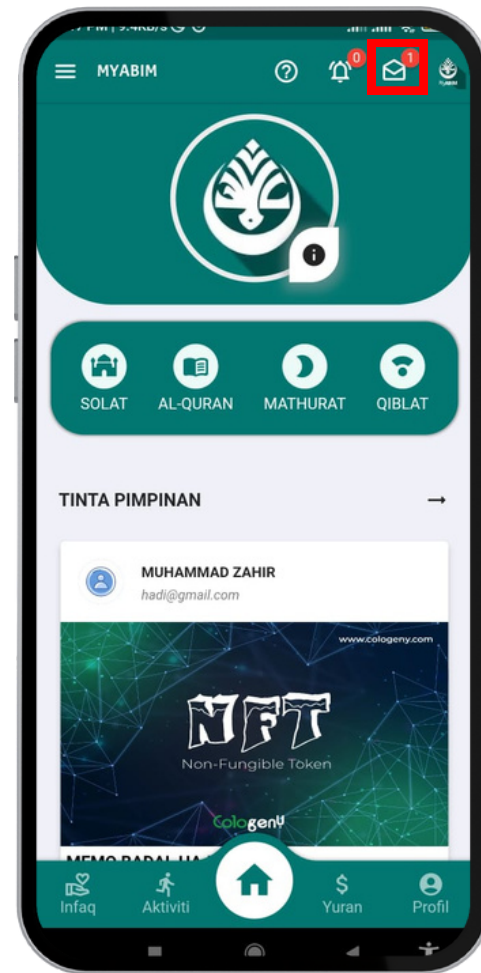 MYABIM
0
1
SOLAT AL-QURAN MATHURAT QIBLAT
TINTA PIMPINAN →
MUHAMMAD ZAHIR
hadi@gmail.com
www.cologeny.com
NFT
Non-Fungible Token
Cologeny
Infaq Aktiviti $ Yuran Profil